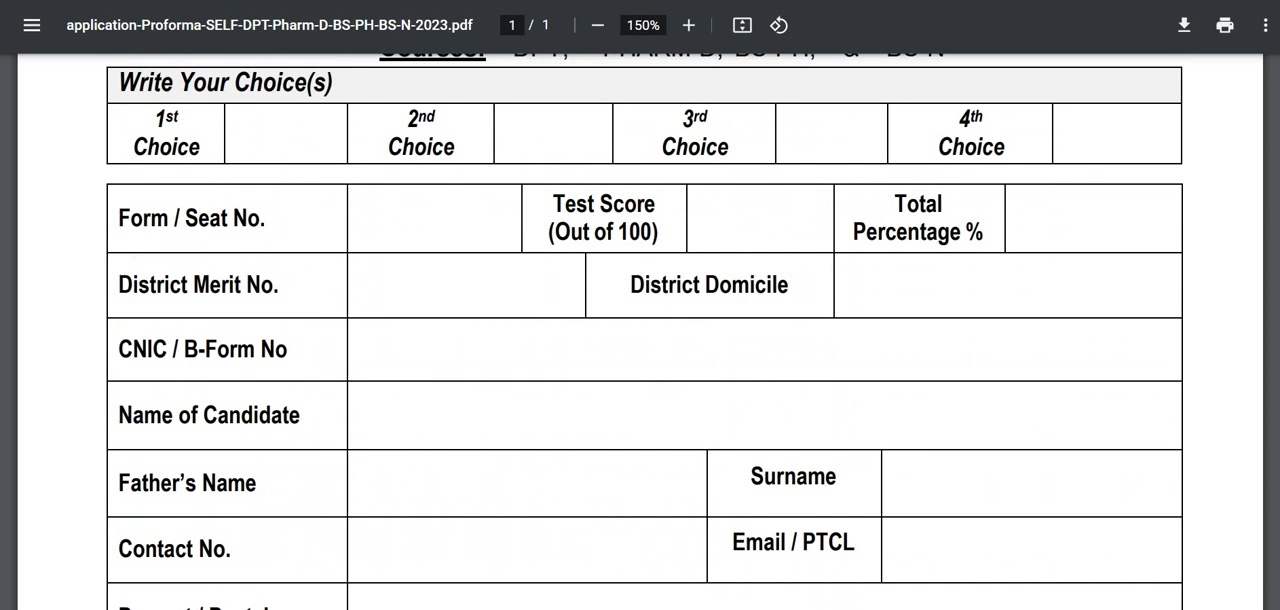 application-Proforma-SELF-DPT-Pharm-D-BS-PH-BS-N-2023.pdf 1 / 1 150%
Write Your Choice(s)
1st Choice 2nd Choice 3rd Choice 4th Choice
Form / Seat No. Test Score (Out of 100) Total Percentage %
District Merit No. District Domicile
CNIC / B-Form No
Name of Candidate
Father's Name Surname
Contact No. Email / PTCL